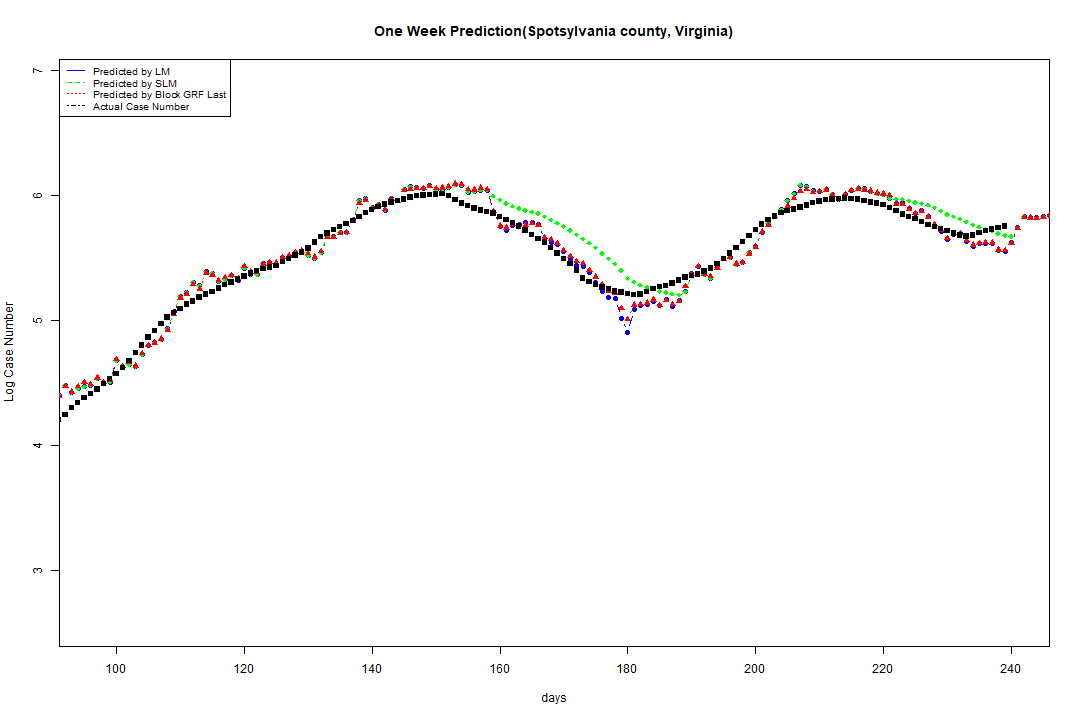 One Week Prediction(Spotsylvania county, Virginia)
Predicted by LM
Predicted by SLM
Predicted by Block GRF Last
Actual Case Number
7
6
5
4
3
Log Case Number
100 120 140 160 180 200 220 240
days